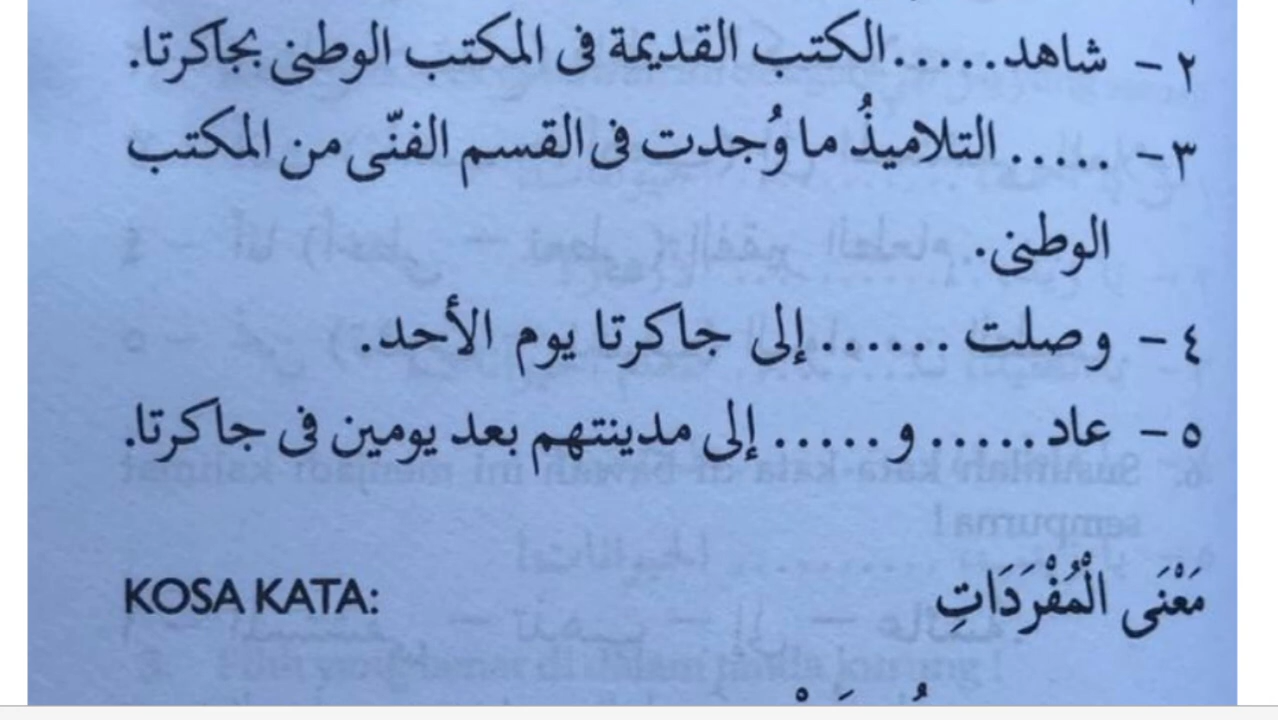 ٢ - شاهد.....الكتب القديمة فى المكتب الوطنى بجاكرتا.
٣ - ..... التلاميذُ ما وُجدت فى القسم الفنّى من المكتب
الوطنى.
٤ - وصلت ...... إلى جاكرتا يوم الأحد.
٥ - عاد..... و..... إلى مدينتهم بعد يومين فى جاكرتا.
مَعْنَى الْمُفْرَدَاتِ KOSA KATA: